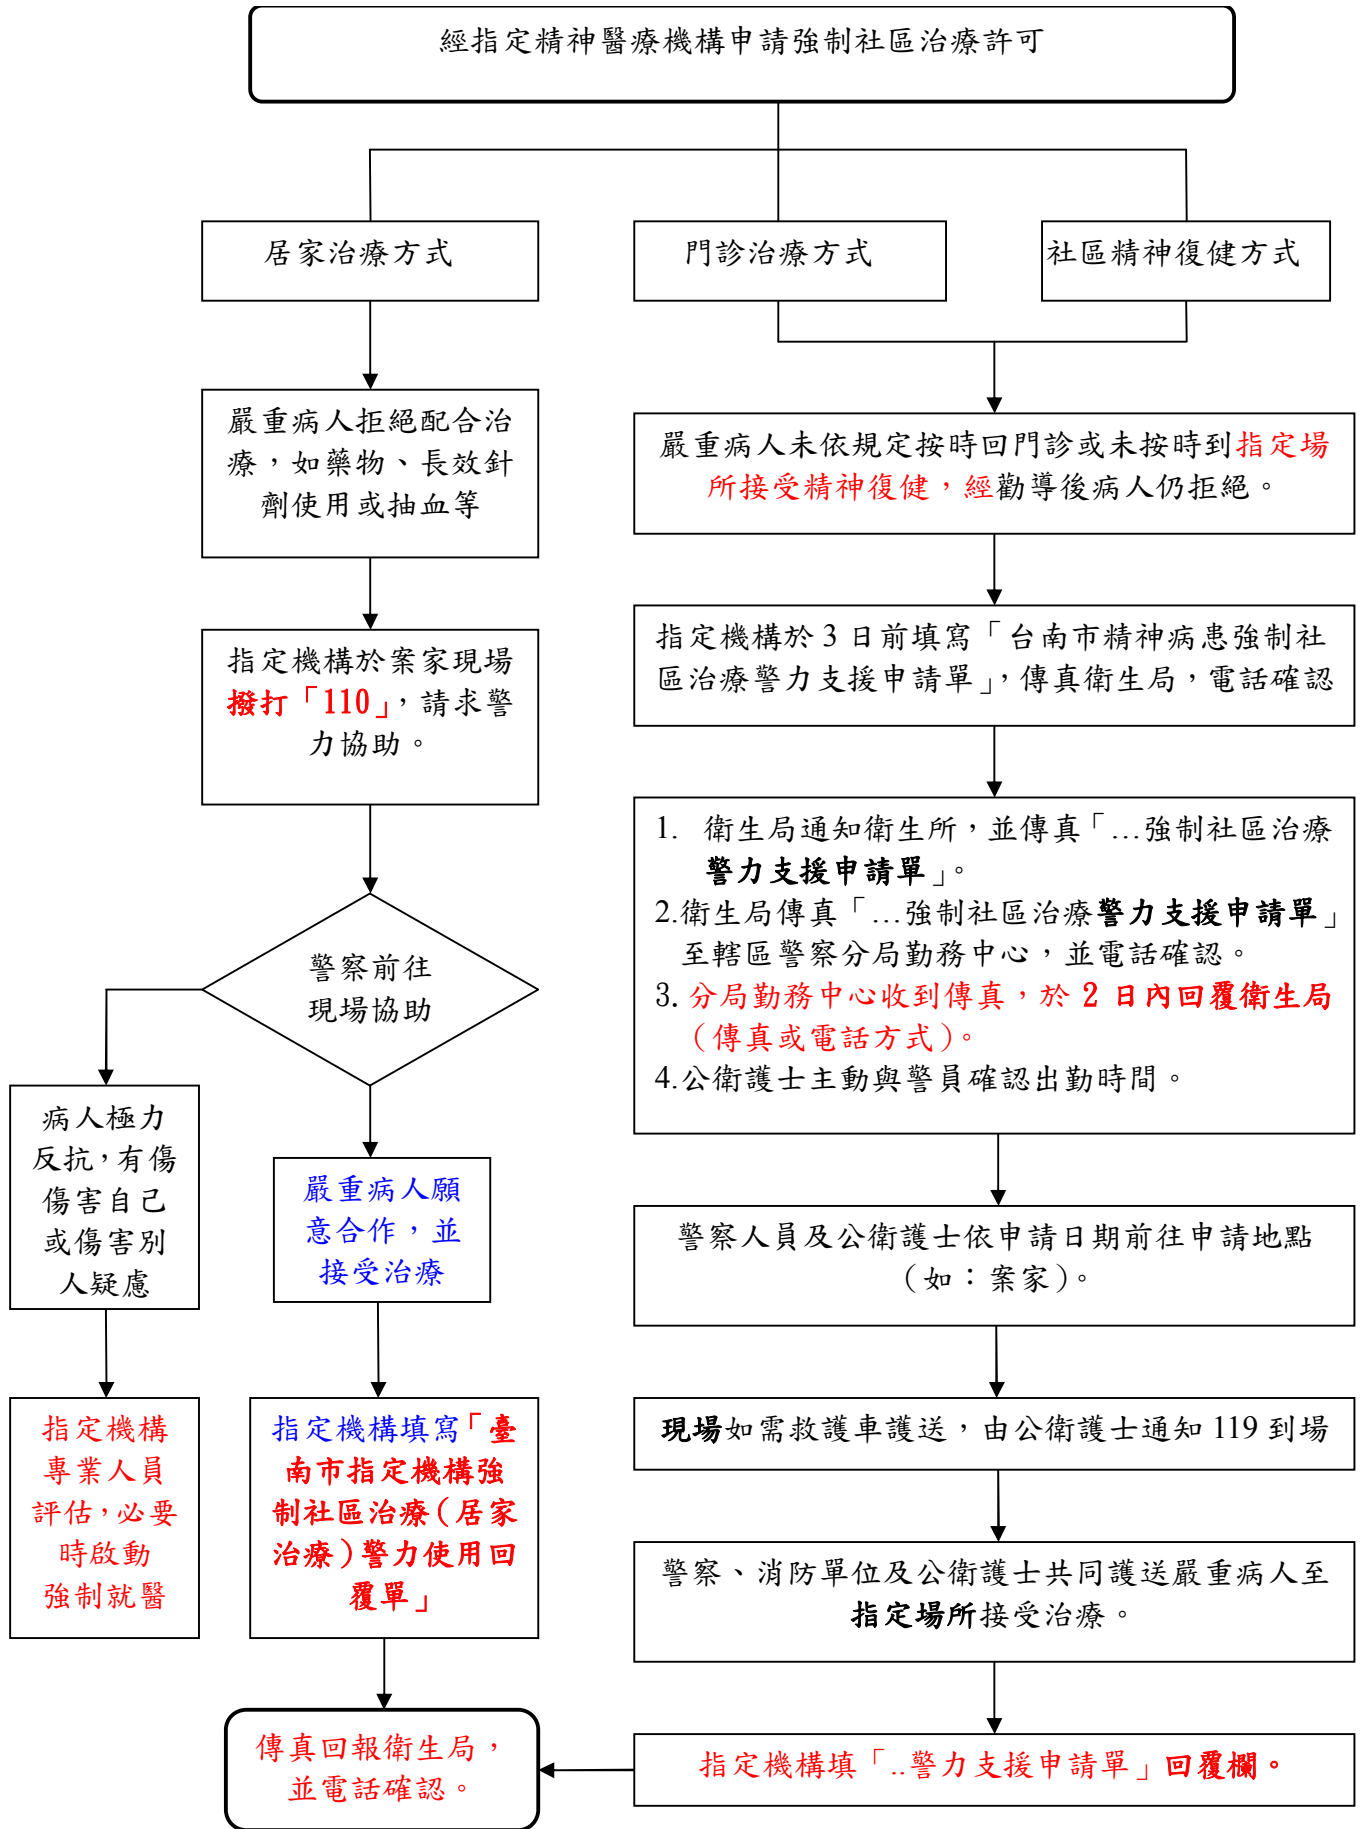 經指定精神醫療機構申請強制社區治療許可
居家治療方式
門診治療方式
社區精神復健方式
嚴重病人拒絕配合治
療，如藥物、長效針
劑使用或抽血等
指定機構於案家現場
撥打「110」，請求警
力協助。
警察前往
現場協助
病人極力
反抗，有傷
傷害自己
或傷害別
人疑慮
嚴重病人願
意合作，並
接受治療
指定機構
專業人員
評估，必要
時啟動
強制就醫
指定機構填寫「臺
南市指定機構強
制社區治療（居家
治療）警力使用回
覆單」
傳真回報衛生局，
並電話確認。
嚴重病人未依規定按時回門診或未按時到指定場
所接受精神復健，經勸導後病人仍拒絕。
指定機構於 3 日前填寫「台南市精神病患強制社
區治療警力支援申請單」，傳真衛生局，電話確認
1. 衛生局通知衛生所，並傳真「…強制社區治療
警力支援申請單」。
2.衛生局傳真「…強制社區治療警力支援申請單」
至轄區警察分局勤務中心，並電話確認。
3. 分局勤務中心收到傳真，於 2 日內回覆衛生局
（傳真或電話方式）。
4.公衛護士主動與警員確認出勤時間。
警察人員及公衛護士依申請日期前往申請地點
（如：案家）。
現場如需救護車護送，由公衛護士通知 119 到場
警察、消防單位及公衛護士共同護送嚴重病人至
指定場所接受治療。
指定機構填「..警力支援申請單」回覆欄。